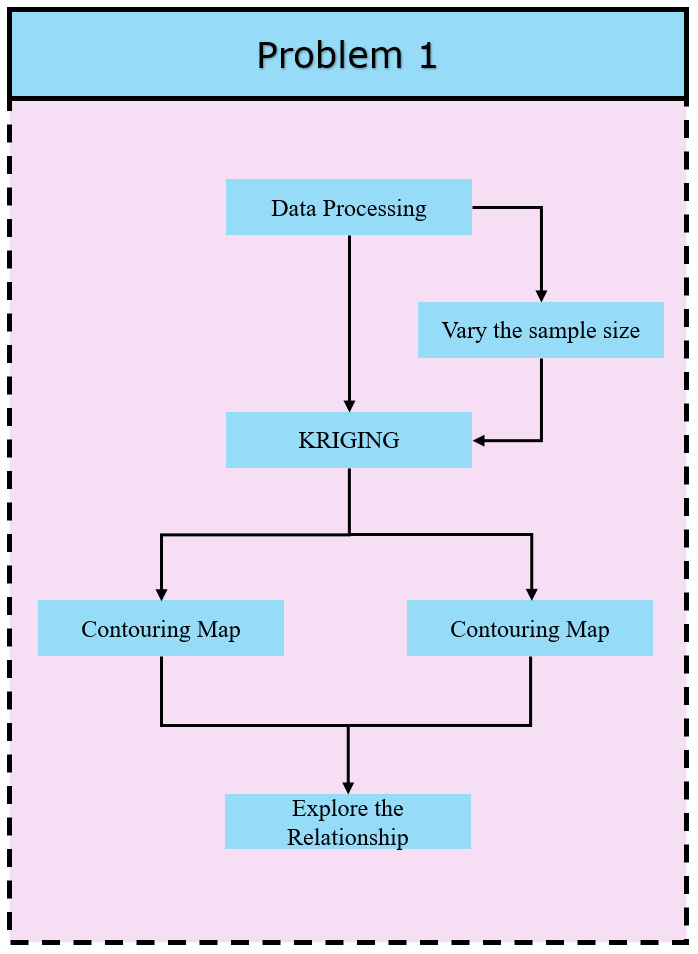 Problem 1
Data Processing
Vary the sample size
KRIGING
Contouring Map
Contouring Map
Explore the
Relationship